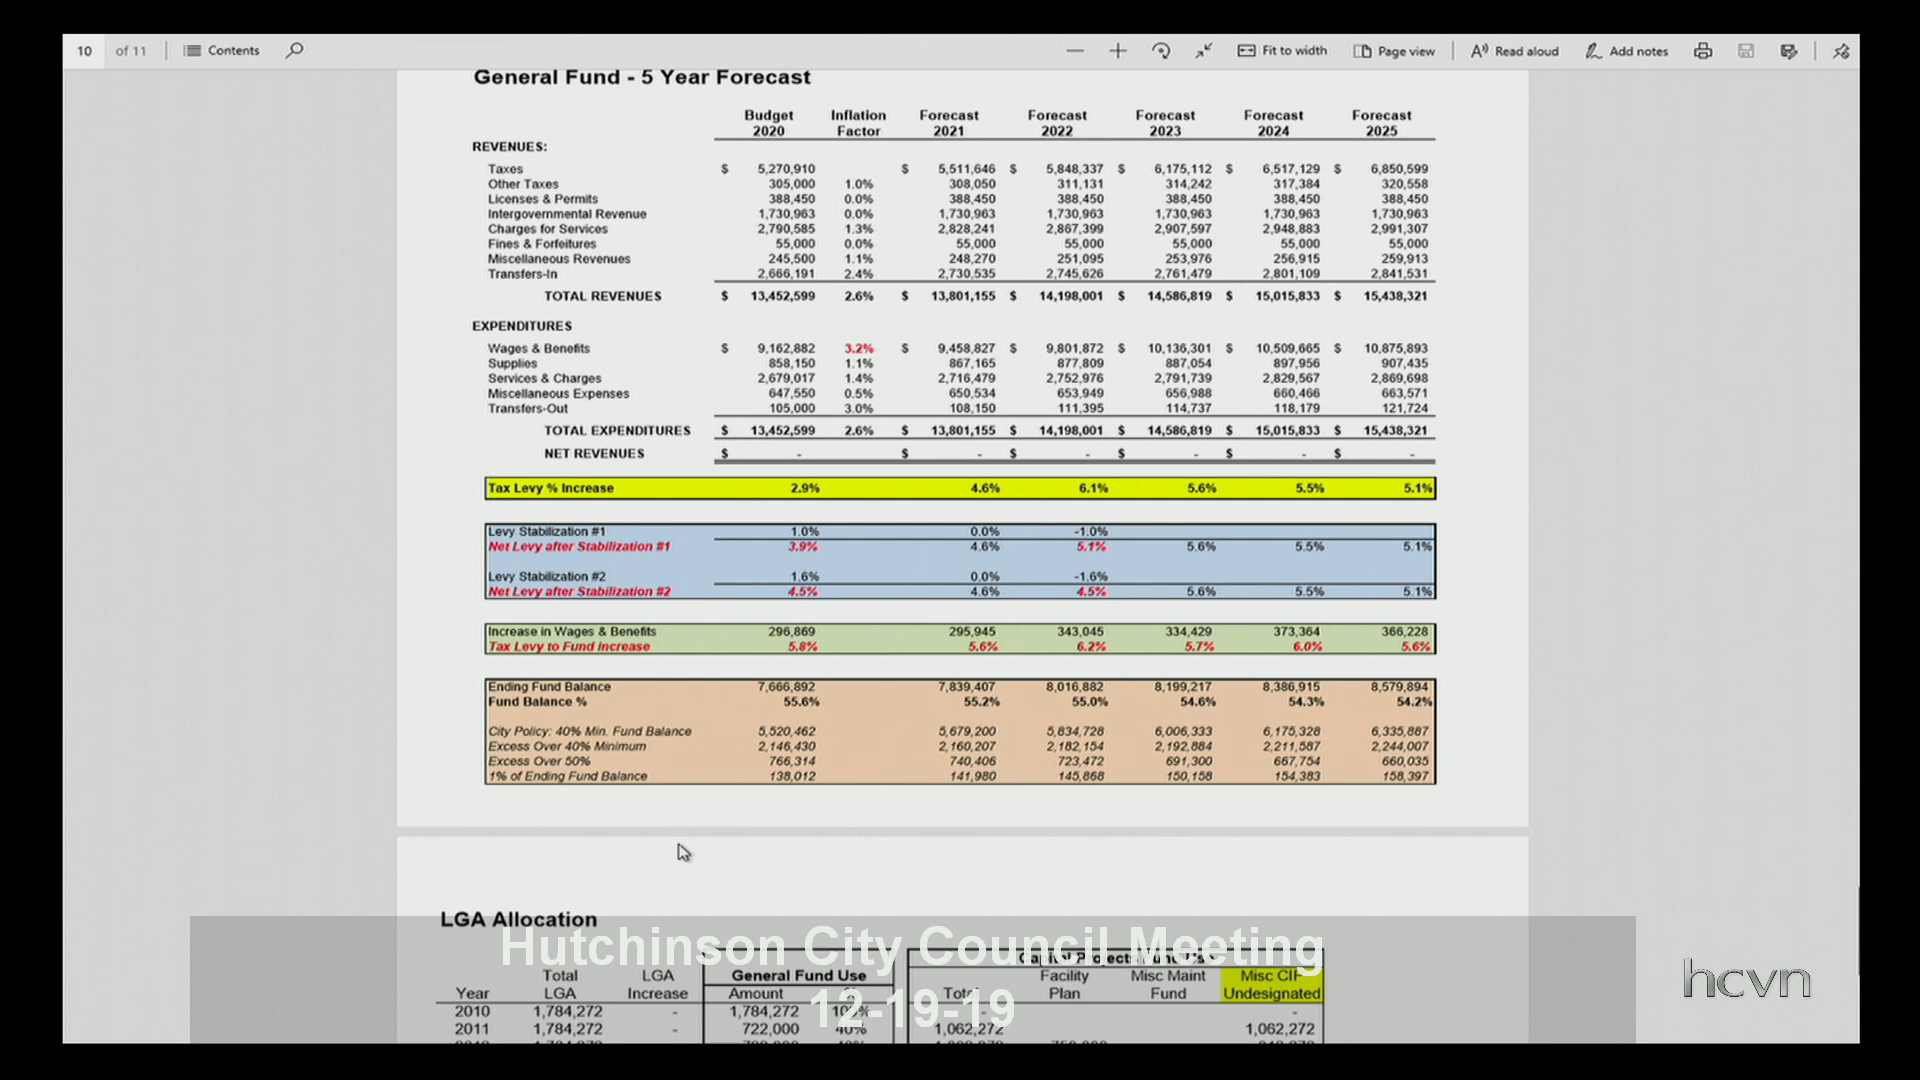 10 of 11 Contents Fit to width Page view Read aloud Add notes
General Fund - 5 Year Forecast
Budget Inflation Forecast Forecast Forecast Forecast Forecast
2020 Factor 2021 2022 2023 2024 2025
REVENUES:
Taxes $ 5,270,910 $ 5,511,646 $ 5,848,337 $ 6,175,112 $ 6,517,129 $ 6,850,599
Other Taxes 305,000 1.0% 308,050 311,131 314,242 317,384 320,558
Licenses & Permits 388,450 0.0% 388,450 388,450 388,450 388,450 388,450
Intergovernmental Revenue 1,730,963 0.0% 1,730,963 1,730,963 1,730,963 1,730,963 1,730,963
Charges for Services 2,790,585 1.3% 2,828,241 2,867,399 2,907,597 2,948,883 2,991,307
Fines & Forfeitures 55,000 0.0% 55,000 55,000 55,000 55,000 55,000
Miscellaneous Revenues 245,500 1.1% 248,270 251,095 253,976 256,915 259,913
Transfers-In 2,666,191 2.4% 2,730,535 2,745,626 2,761,479 2,801,109 2,841,531
TOTAL REVENUES $ 13,452,599 2.6% $ 13,801,155 $ 14,198,001 $ 14,586,819 $ 15,015,833 $ 15,438,321
EXPENDITURES
Wages & Benefits $ 9,162,882 3.2% $ 9,458,827 $ 9,801,872 $ 10,136,301 $ 10,509,665 $ 10,875,893
Supplies 858,150 1.1% 867,165 877,809 887,054 897,956 907,435
Services & Charges 2,679,017 1.4% 2,716,479 2,752,976 2,791,739 2,829,567 2,869,698
Miscellaneous Expenses 647,550 0.5% 650,534 653,949 656,988 660,466 663,571
Transfers-Out 105,000 3.0% 108,150 111,395 114,737 118,179 121,724
TOTAL EXPENDITURES $ 13,452,599 2.6% $ 13,801,155 $ 14,198,001 $ 14,586,819 $ 15,015,833 $ 15,438,321
NET REVENUES $ - $ - $ - $ - $ - $ -
Tax Levy % Increase 2.9% 4.6% 6.1% 5.6% 5.5% 5.1%
Levy Stabilization #1 1.0% 0.0% -1.0%
Net Levy after Stabilization #1 3.9% 4.6% 5.1% 5.6% 5.5% 5.1%
Levy Stabilization #2 1.6% 0.0% -1.6%
Net Levy after Stabilization #2 4.5% 4.6% 4.5% 5.6% 5.5% 5.1%
Increase in Wages & Benefits 296,869 295,945 343,045 334,429 373,364 366,228
Tax Levy to Fund increase 5.8% 5.6% 6.2% 5.7% 6.0% 5.6%
Ending Fund Balance 7,666,892 7,839,407 8,016,882 8,199,217 8,386,915 8,579,894
Fund Balance % 55.6% 55.2% 55.0% 54.6% 54.3% 54.2%
City Policy: 40% Min. Fund Balance 5,520,462 5,679,200 5,834,728 6,006,333 6,175,328 6,335,887
Excess Over 40% Minimum 2,146,430 2,160,207 2,182,154 2,192,884 2,211,587 2,244,007
Excess Over 50% 766,314 740,406 723,472 691,300 667,754 660,035
1% of Ending Fund Balance 138,012 141,980 145,868 150,158 154,383 158,397
LGA Allocation
Hutchinson City Council Meeting
12-19-19
Total LGA General Fund Use Facility Misc Maint Misc CIP
Year LGA Increase Amount Plan Fund Undesignated
2010 1,784,272 - 1,784,272 -
2011 1,784,272 - 722,000 40% 1,062,272 1,062,272
hcvn